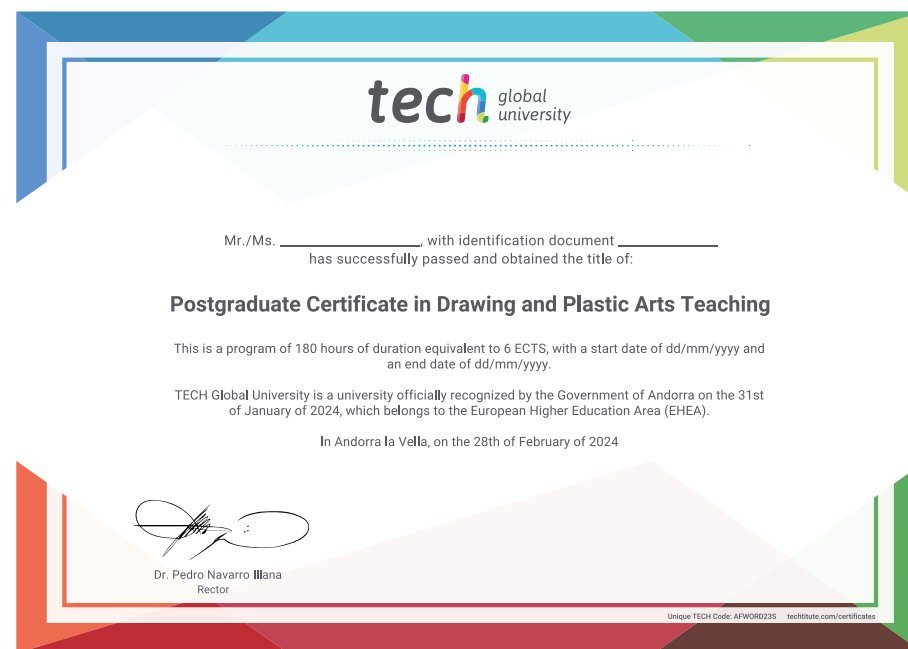 tech global
university
Mr./Ms. ____________________, with identification document ______________
has successfully passed and obtained the title of:
Postgraduate Certificate in Drawing and Plastic Arts Teaching
This is a program of 180 hours of duration equivalent to 6 ECTS, with a start date of dd/mm/yyyy and
an end date of dd/mm/yyyy.
TECH Global University is a university officially recognized by the Government of Andorra on the 31st
of January of 2024, which belongs to the European Higher Education Area (EHEA).
In Andorra la Vella, on the 28th of February of 2024
Dr. Pedro Navarro Illana
Rector
Unique TECH Code: AFWORD23S techtitute.com/certificates